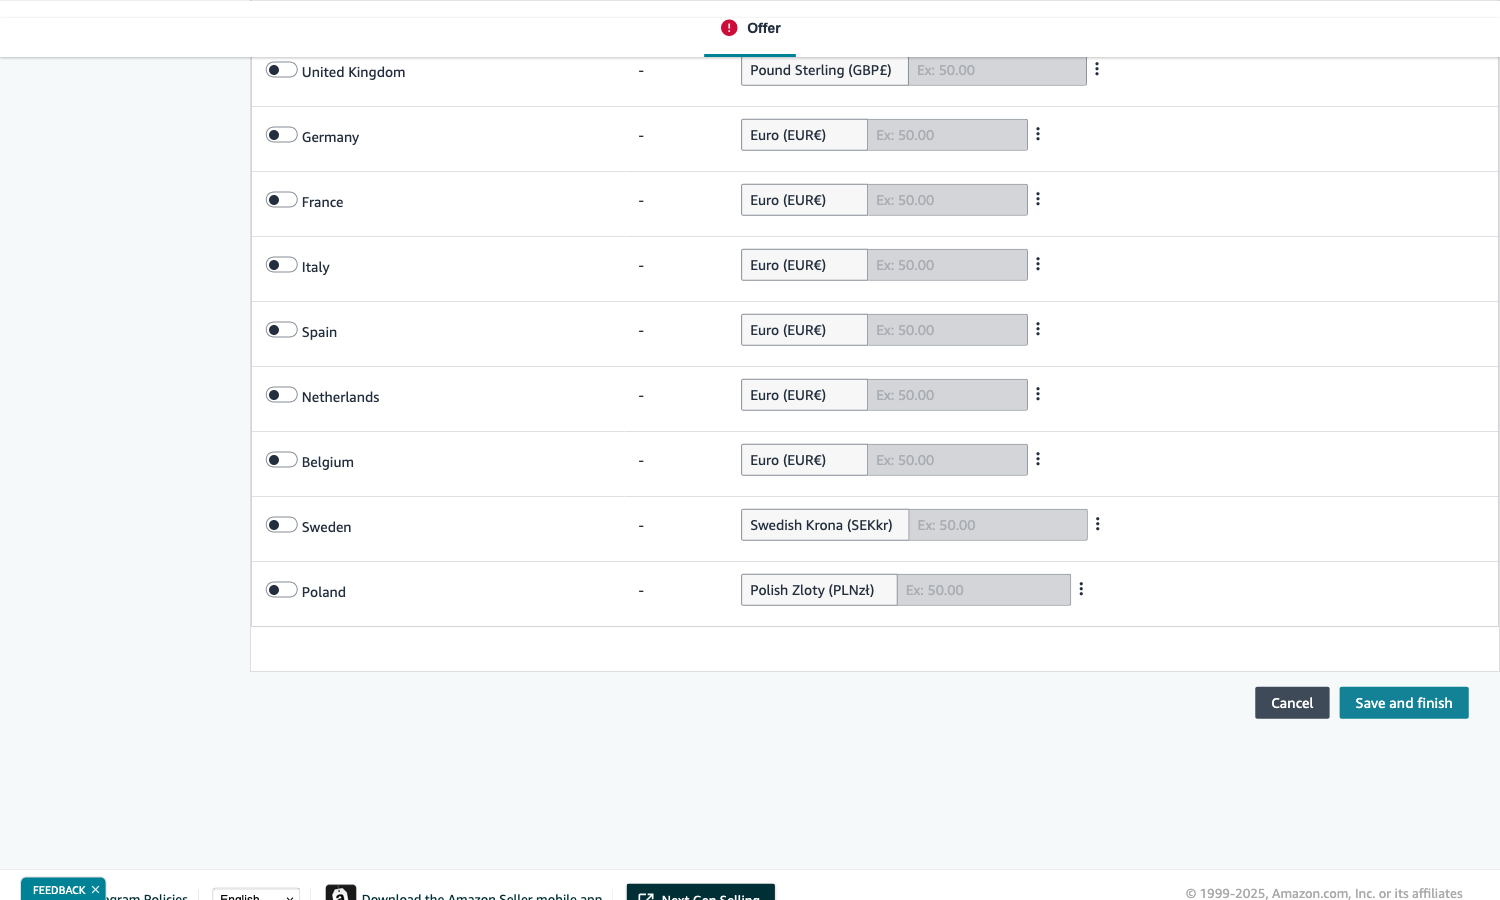 Offer
United Kingdom - Pound Sterling (GBP£) Ex: 50.00
Germany - Euro (EUR€) Ex: 50.00
France - Euro (EUR€) Ex: 50.00
Italy - Euro (EUR€) Ex: 50.00
Spain - Euro (EUR€) Ex: 50.00
Netherlands - Euro (EUR€) Ex: 50.00
Belgium - Euro (EUR€) Ex: 50.00
Sweden - Swedish Krona (SEKkr) Ex: 50.00
Poland - Polish Zloty (PLNzł) Ex: 50.00
Cancel Save and finish
FEEDBACK × gram Policies English Download the Amazon Seller mobile app Next Gen Selling © 1999-2025, Amazon.com, Inc. or its affiliates